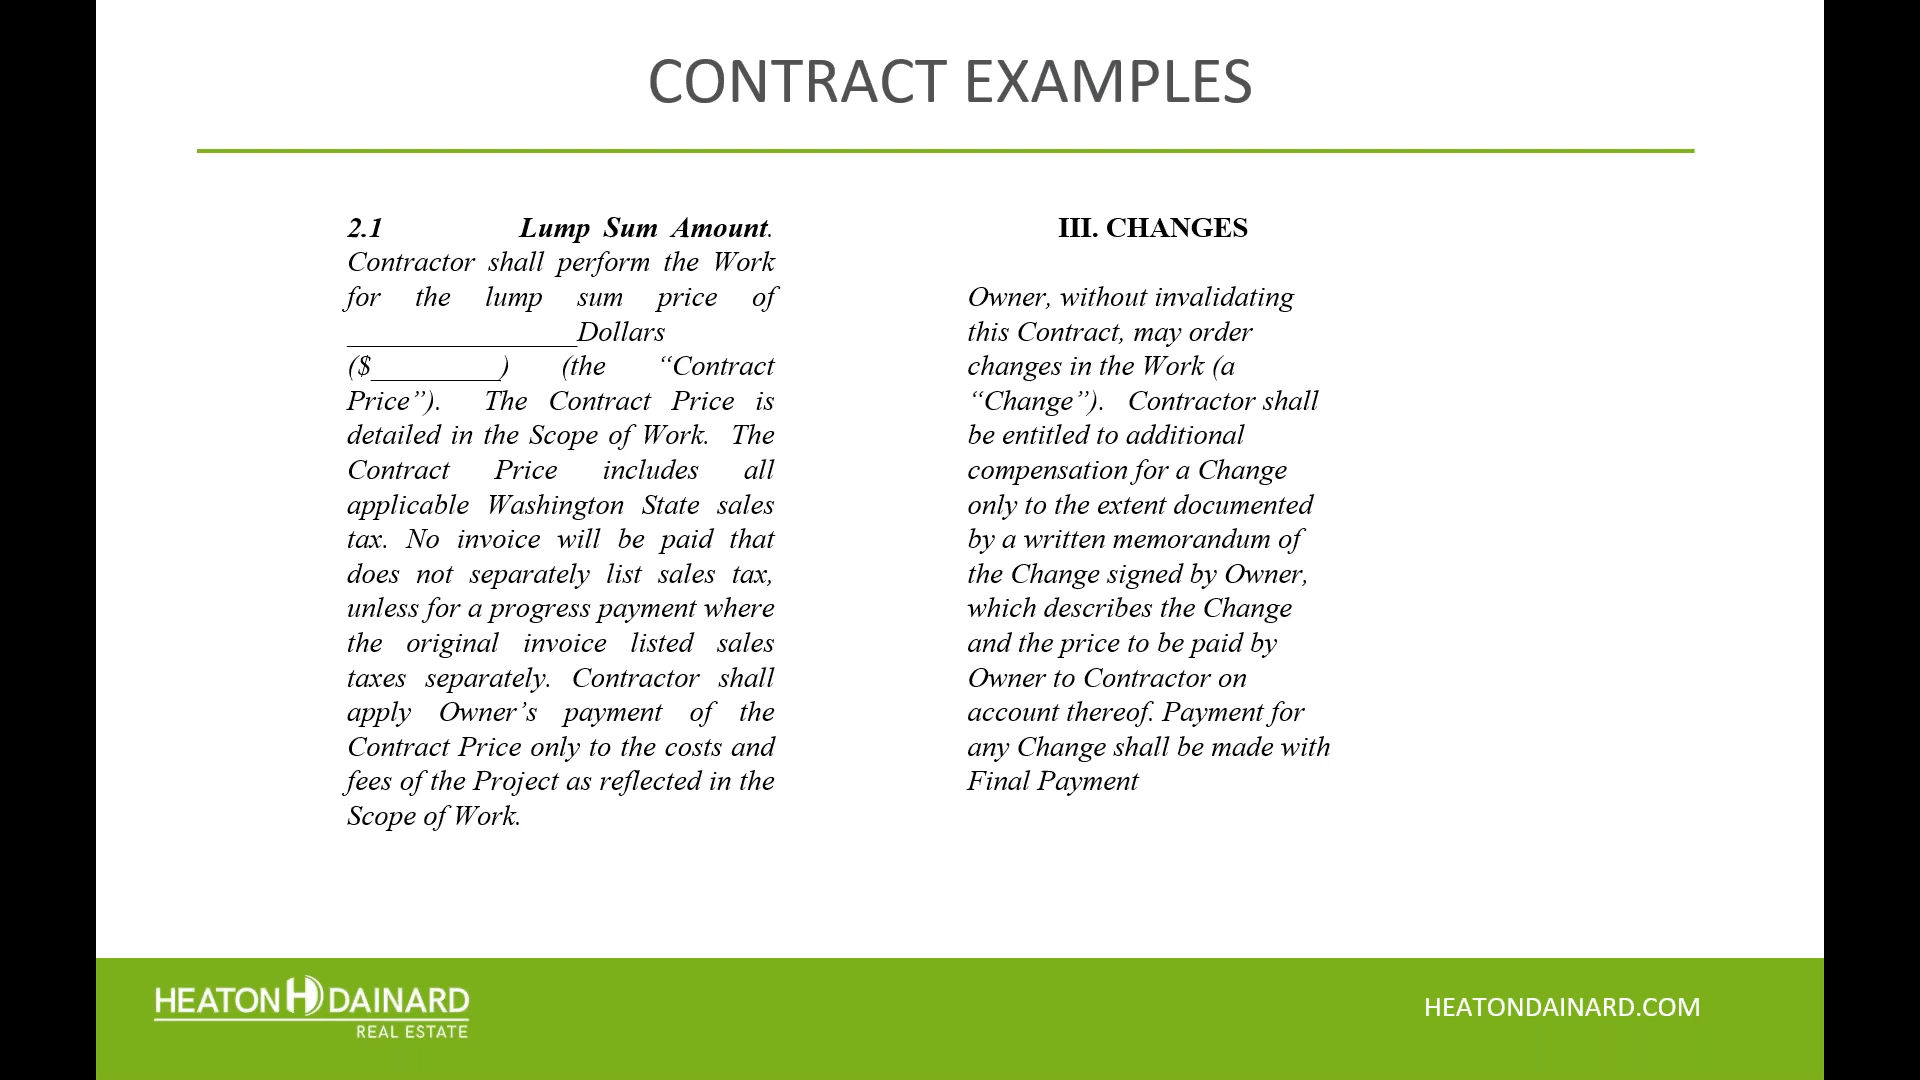 CONTRACT EXAMPLES
2.1 Lump Sum Amount.
Contractor shall perform the Work
for the lump sum price of
__________________Dollars
($__________) (the “Contract
Price”). The Contract Price is
detailed in the Scope of Work. The
Contract Price includes all
applicable Washington State sales
tax. No invoice will be paid that
does not separately list sales tax,
unless for a progress payment where
the original invoice listed sales
taxes separately. Contractor shall
apply Owner’s payment of the
Contract Price only to the costs and
fees of the Project as reflected in the
Scope of Work.
III. CHANGES
Owner, without invalidating
this Contract, may order
changes in the Work (a
“Change”). Contractor shall
be entitled to additional
compensation for a Change
only to the extent documented
by a written memorandum of
the Change signed by Owner,
which describes the Change
and the price to be paid by
Owner to Contractor on
account thereof. Payment for
any Change shall be made with
Final Payment
HEATON HD DAINARD
REAL ESTATE
HEATONDAINARD.COM